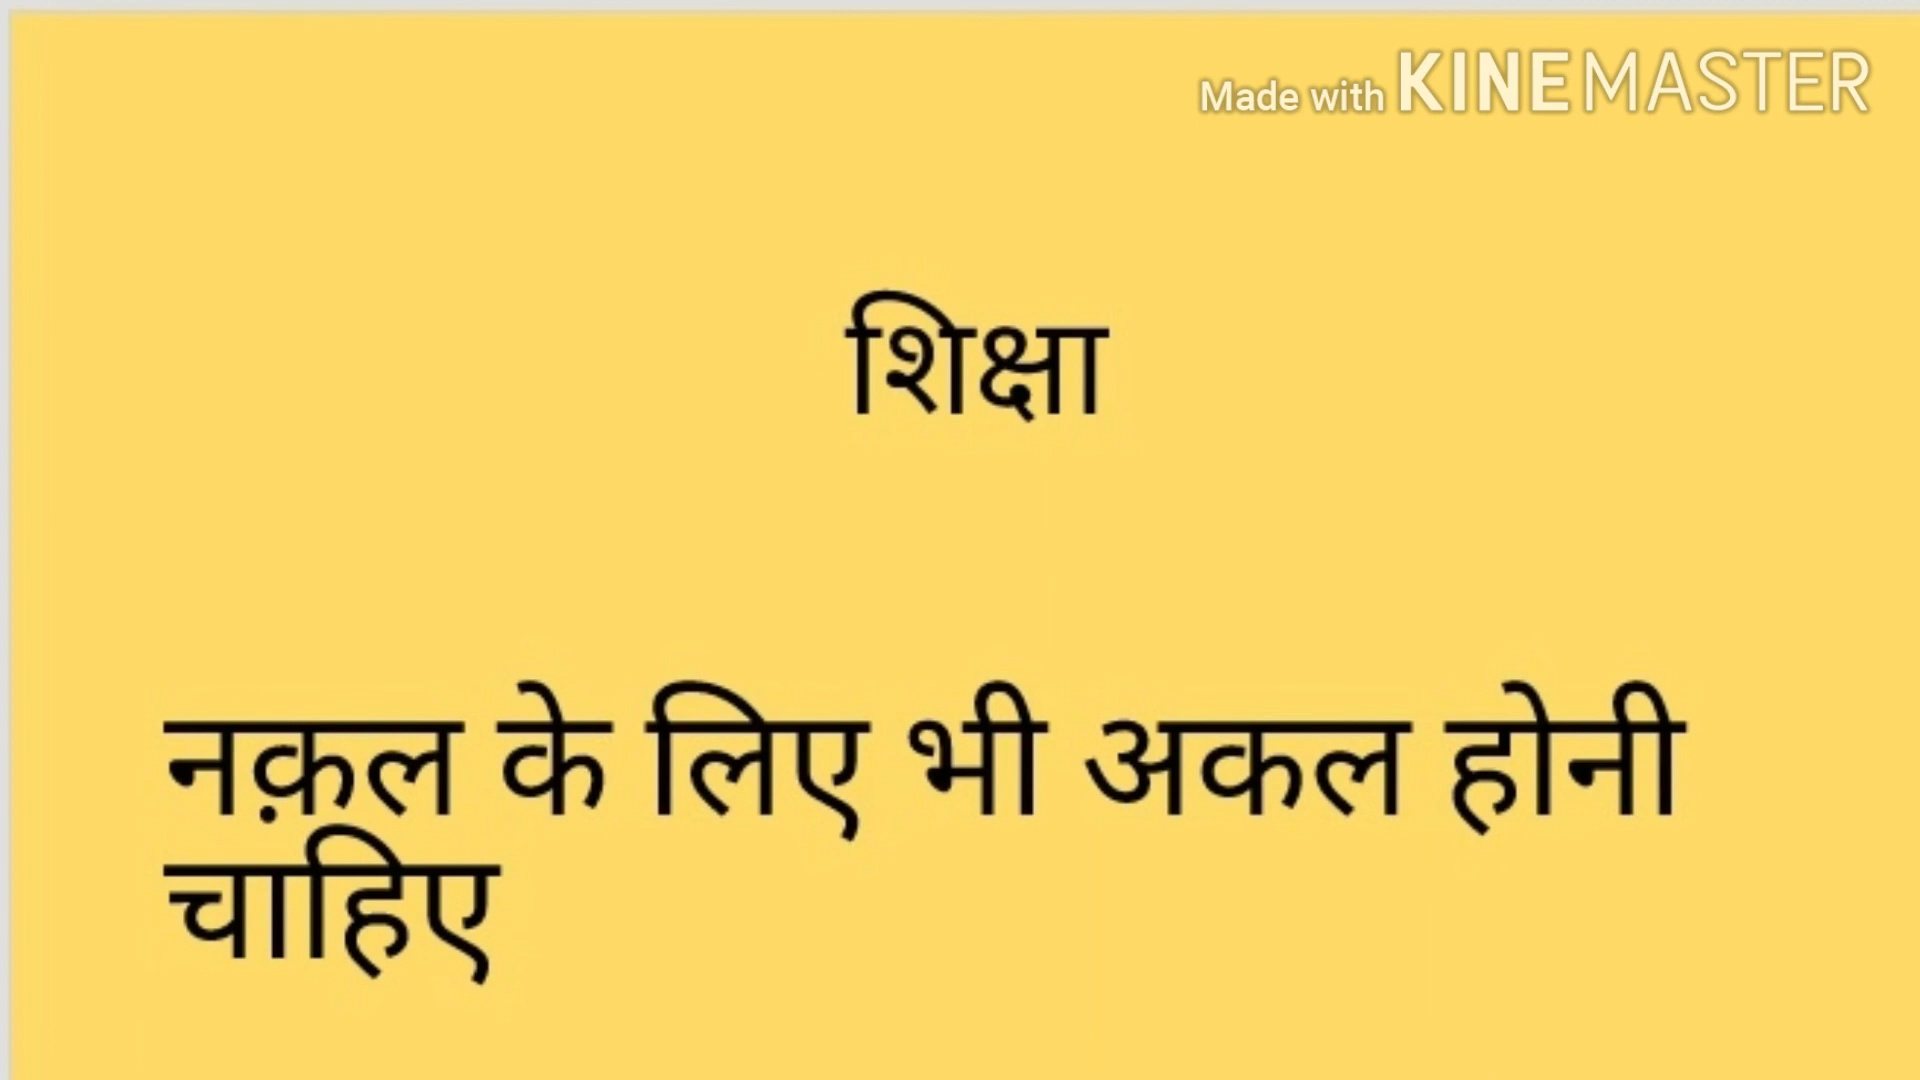 Made with KINEMASTER
शिक्षा
नक़ल के लिए भी अकल होनी
चाहिए